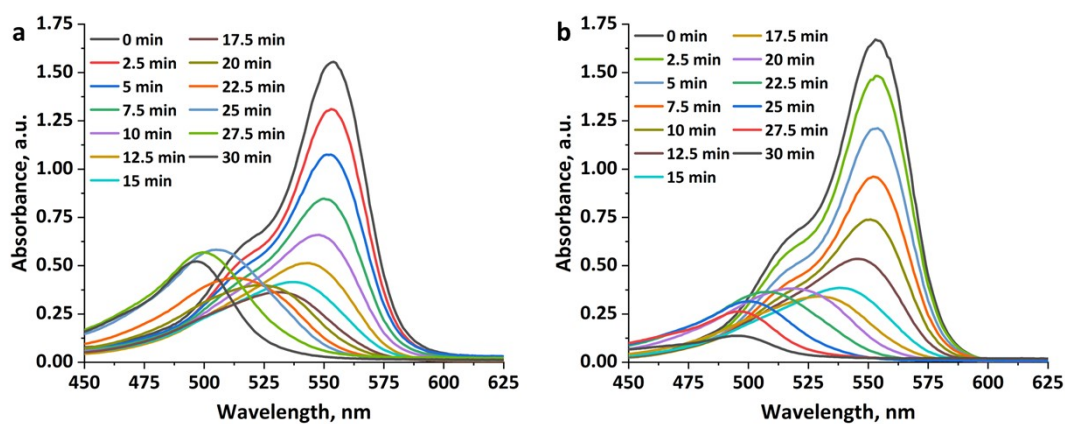 a
0 min
2.5 min
5 min
7.5 min
10 min
12.5 min
15 min
17.5 min
20 min
22.5 min
25 min
27.5 min
30 min
Absorbance, a.u.
1.75
1.50
1.25
1.00
0.75
0.50
0.25
0.00
450 475 500 525 550 575 600 625
Wavelength, nm
b
0 min
2.5 min
5 min
7.5 min
10 min
12.5 min
15 min
17.5 min
20 min
22.5 min
25 min
27.5 min
30 min
Absorbance, a.u.
1.75
1.50
1.25
1.00
0.75
0.50
0.25
0.00
450 475 500 525 550 575 600 625
Wavelength, nm